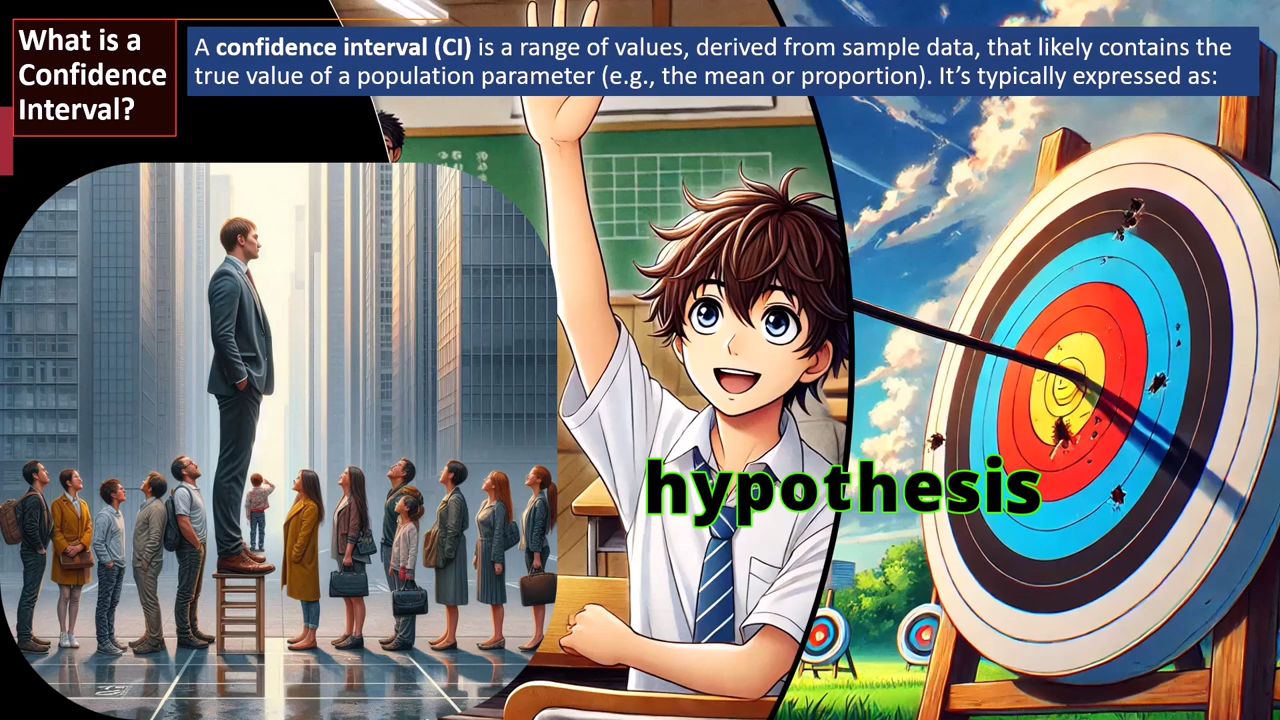 What is a
Confidence
Interval?
A confidence interval (CI) is a range of values, derived from sample data, that likely contains the
true value of a population parameter (e.g., the mean or proportion). It’s typically expressed as:
hypothesis